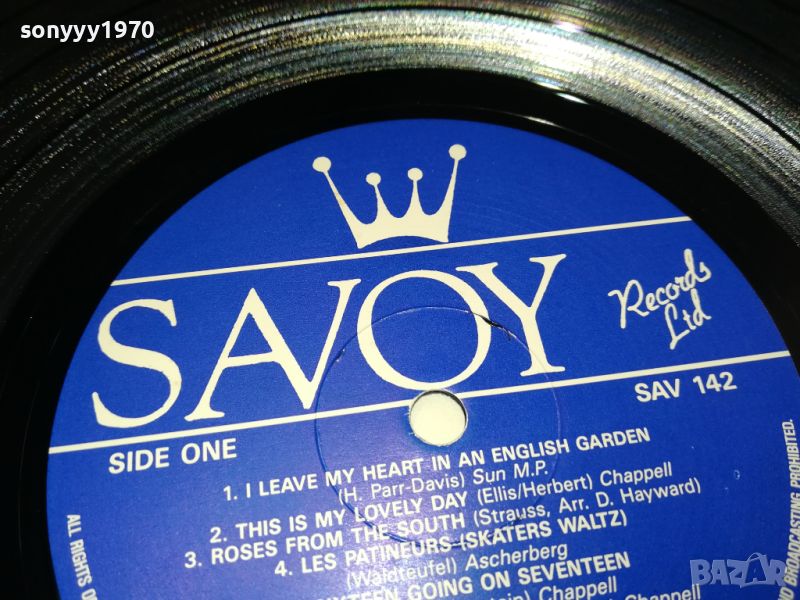 sonyyy1970
SAVOY
Records
Ltd
SAV 142
SIDE ONE
1. I LEAVE MY HEART IN AN ENGLISH GARDEN
(H. Parr-Davis) Sun M.P.
2. THIS IS MY LOVELY DAY (Ellis/Herbert) Chappell
3. ROSES FROM THE SOUTH (Strauss, Arr. D. Hayward)
4. LES PATINEURS (SKATERS WALTZ)
(Waldteufel) Ascherberg
GOING ON SEVENTEEN
Chappell
ALL RIGHTS
BROADCASTING PROHIBITED.
BAZAR